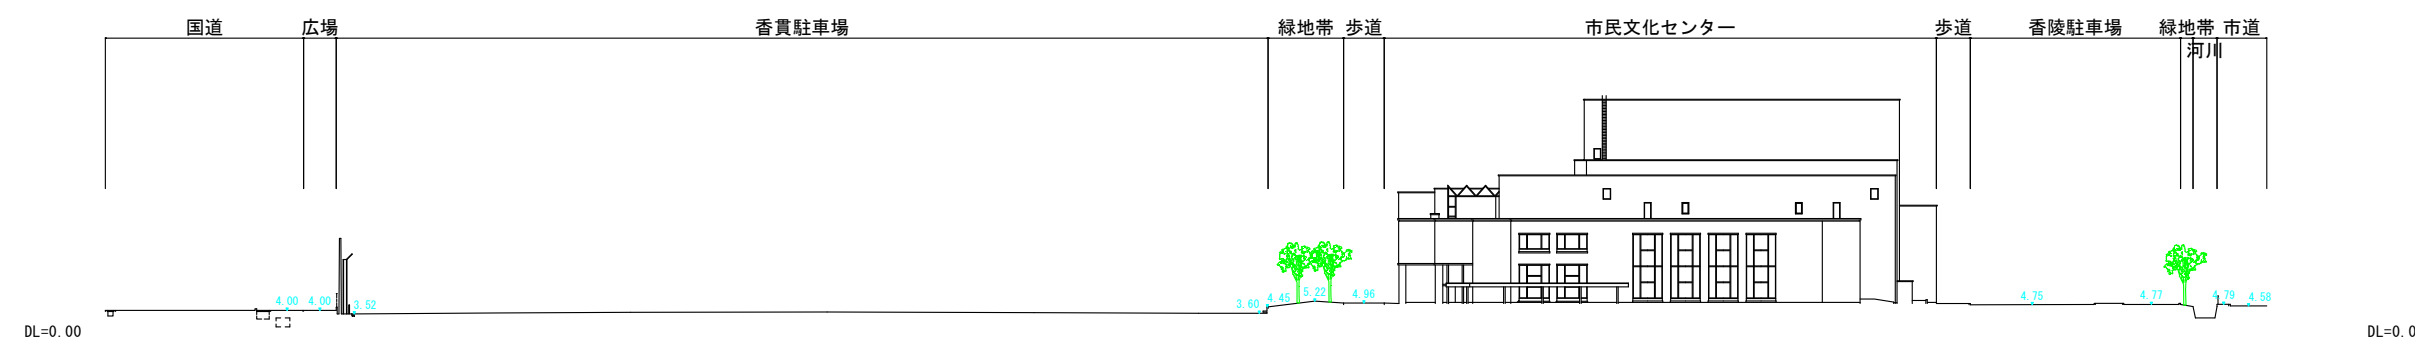 国道 広場 香貫駐車場 緑地帯 歩道 市民文化センター 歩道 香陵駐車場 緑地帯 市道
河川
4.00 4.00 3.52 3.60 4.45 5.22 4.96 4.75 4.77 4.79 4.58
DL=0.00 DL=0.0